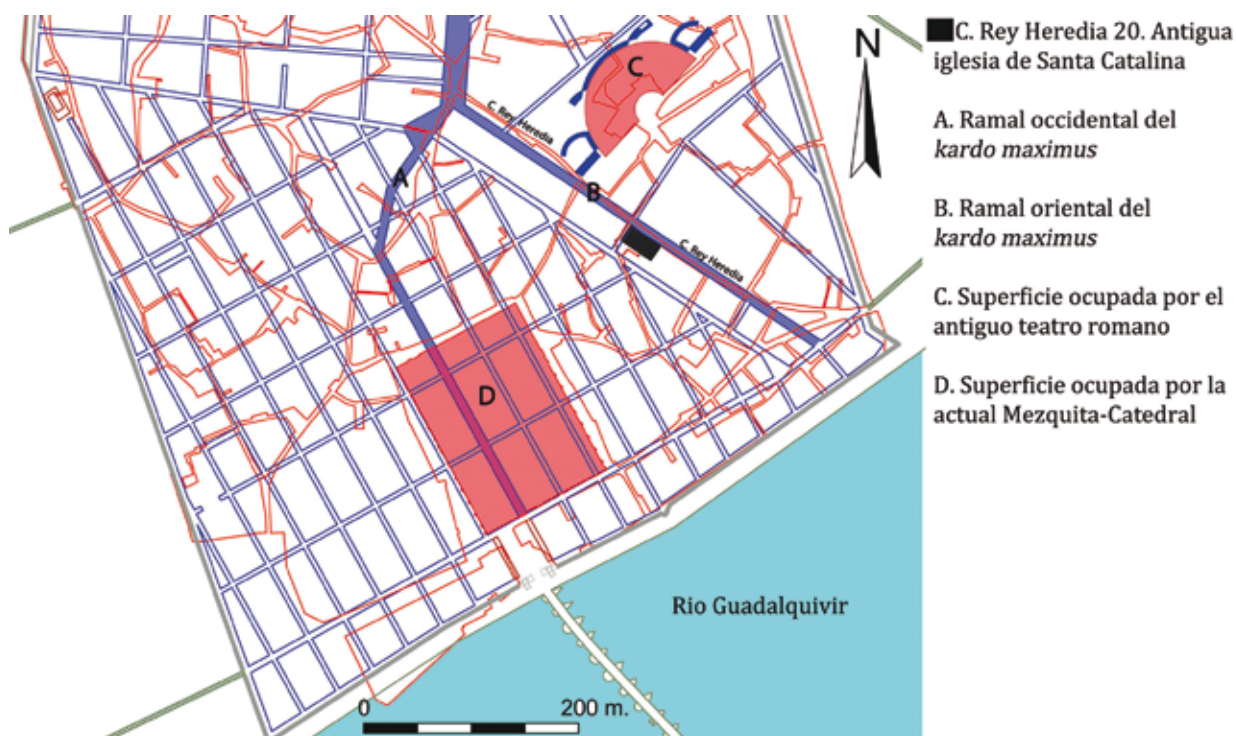 C. Rey Heredia 20. Antigua
iglesia de Santa Catalina
A. Ramal occidental del
kardo maximus
B. Ramal oriental del
kardo maximus
C. Superficie ocupada por el
antiguo teatro romano
D. Superficie ocupada por la
actual Mezquita-Catedral
N
C
C. Rey Heredia
A
B
C. Rey Heredia
D
Rio Guadalquivir
0 200 m.